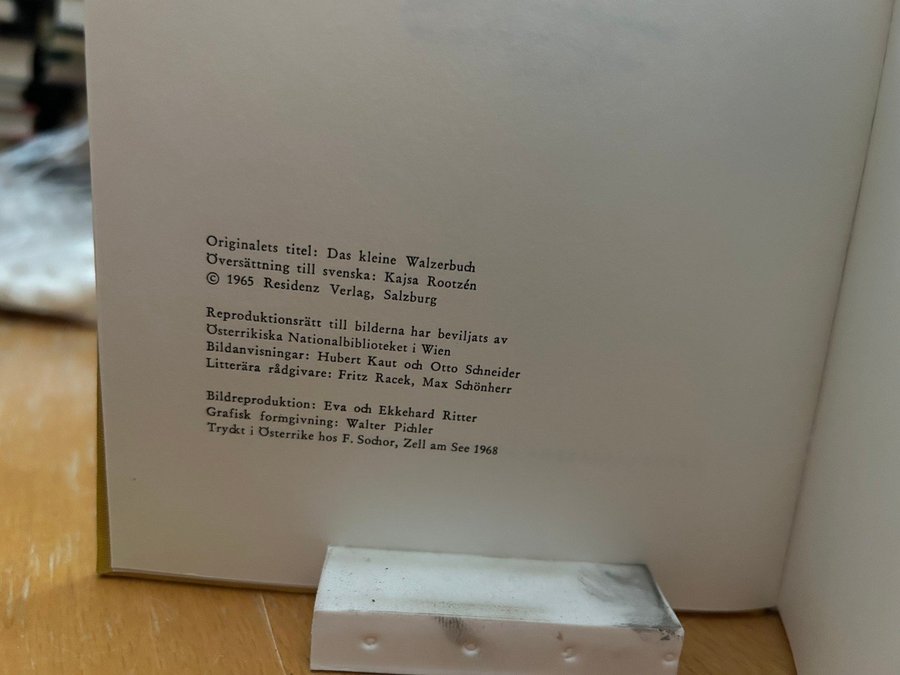 Originalets titel: Das kleine Walzerbuch
Översättning till svenska: Kajsa Rootzén
© 1965 Residenz Verlag, Salzburg
Reproduktionsrätt till bilderna har beviljats av
Österrikiska Nationalbiblioteket i Wien
Bildanvisningar: Hubert Kaut och Otto Schneider
Litterära rådgivare: Fritz Racek, Max Schönherr
Bildreproduktion: Eva och Ekkehard Ritter
Grafisk formgivning: Walter Pichler
Tryckt i Österrike hos F. Sochor, Zell am See 1968